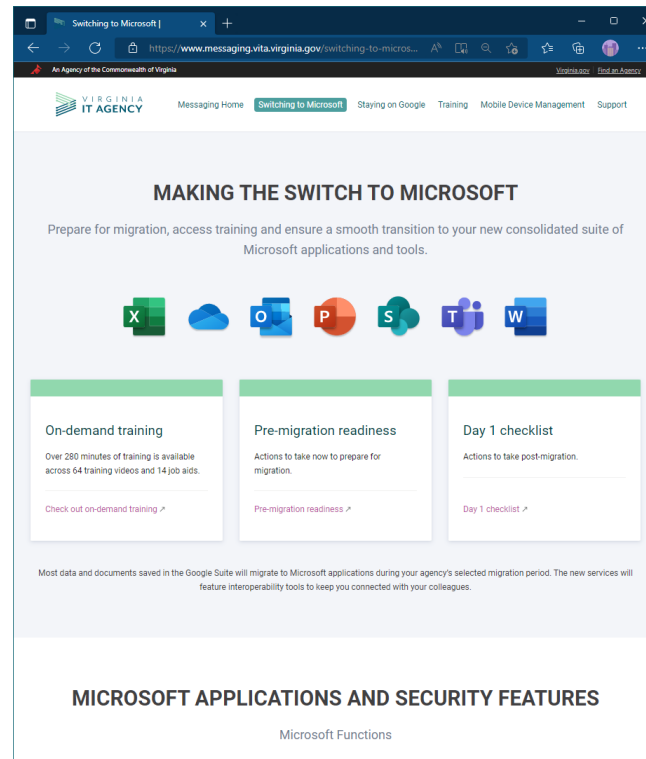 Switching to Microsoft |
https://www.messaging.vita.virginia.gov/switching-to-micros...
An Agency of the Commonwealth of Virginia
Virginia.gov Find an Agency
VIRGINIA
IT AGENCY
Messaging Home Switching to Microsoft Staying on Google Training Mobile Device Management Support
MAKING THE SWITCH TO MICROSOFT
Prepare for migration, access training and ensure a smooth transition to your new consolidated suite of
Microsoft applications and tools.
X O P S T W
On-demand training
Over 280 minutes of training is available
across 64 training videos and 14 job aids.
Check out on-demand training ↗
Pre-migration readiness
Actions to take now to prepare for
migration.
Pre-migration readiness ↗
Day 1 checklist
Actions to take post-migration.
Day 1 checklist ↗
Most data and documents saved in the Google Suite will migrate to Microsoft applications during your agency's selected migration period. The new services will
feature interoperability tools to keep you connected with your colleagues.
MICROSOFT APPLICATIONS AND SECURITY FEATURES
Microsoft Functions